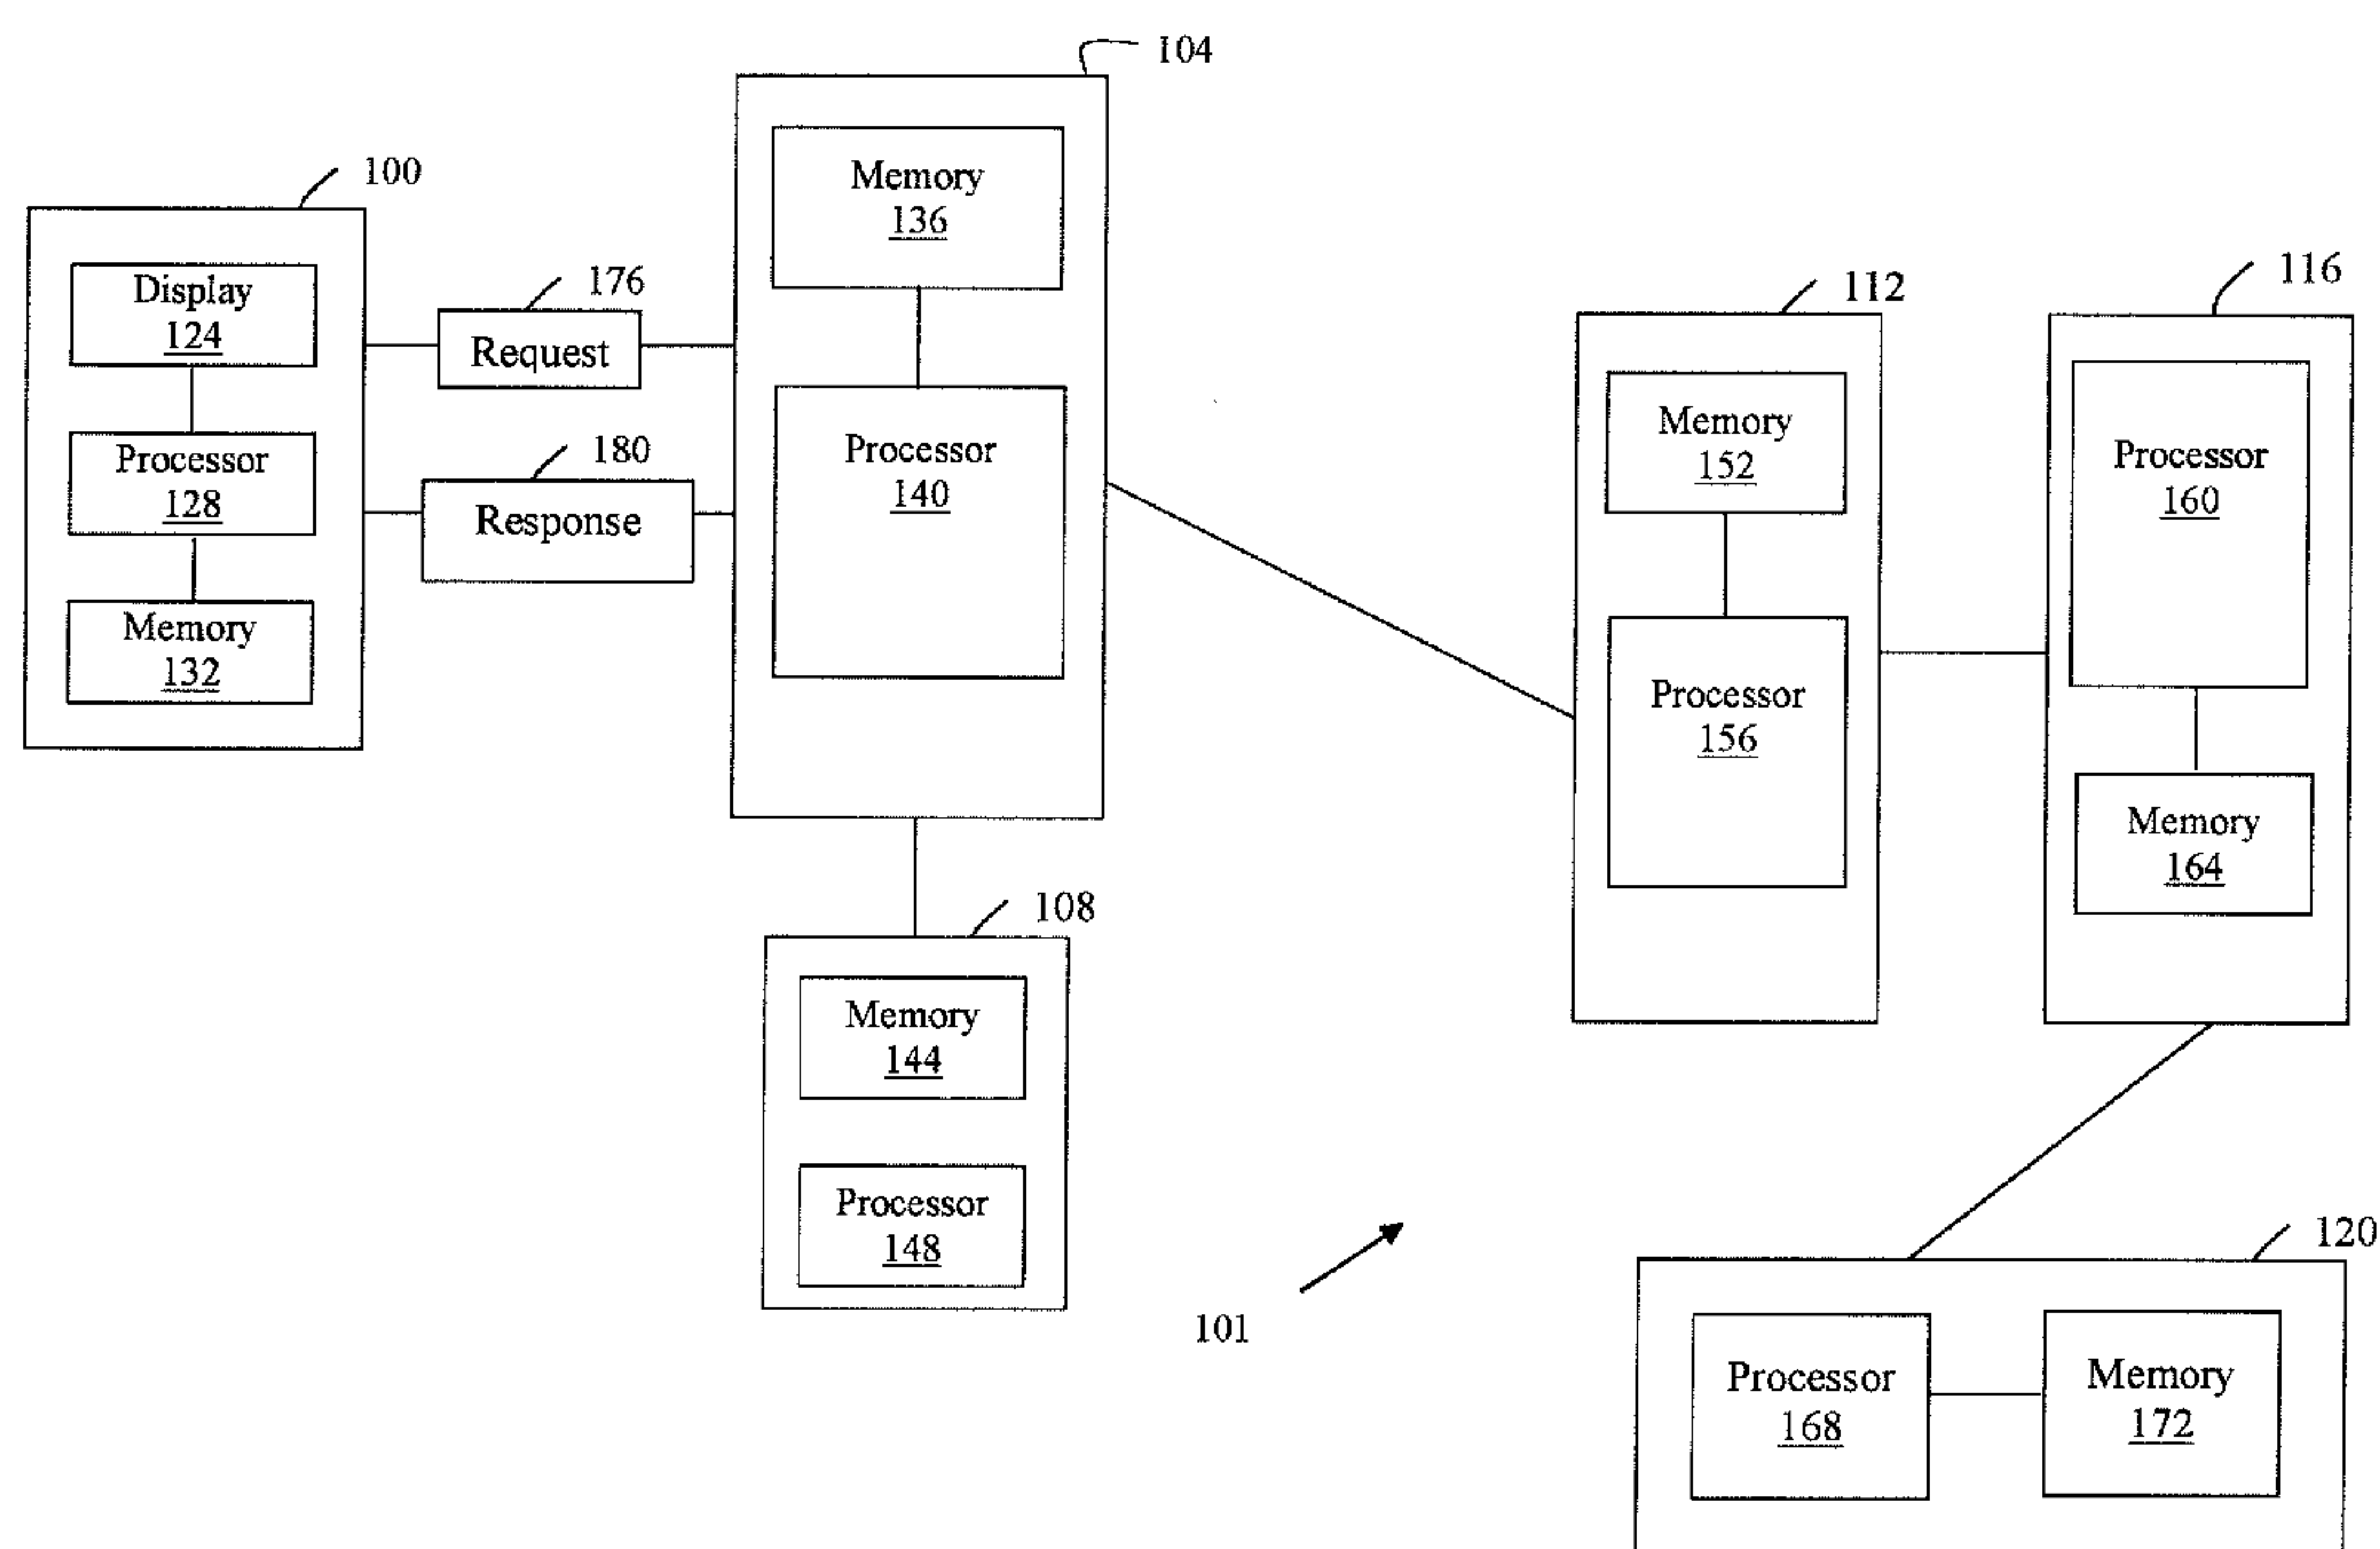 104
100
Memory
136
Display
124
176
Request
116
112
Processor
128
180
Response
Processor
140
Memory
152
Processor
160
Memory
132
Processor
156
Memory
164
108
Memory
144
Processor
148
101
120
Processor
168
Memory
172